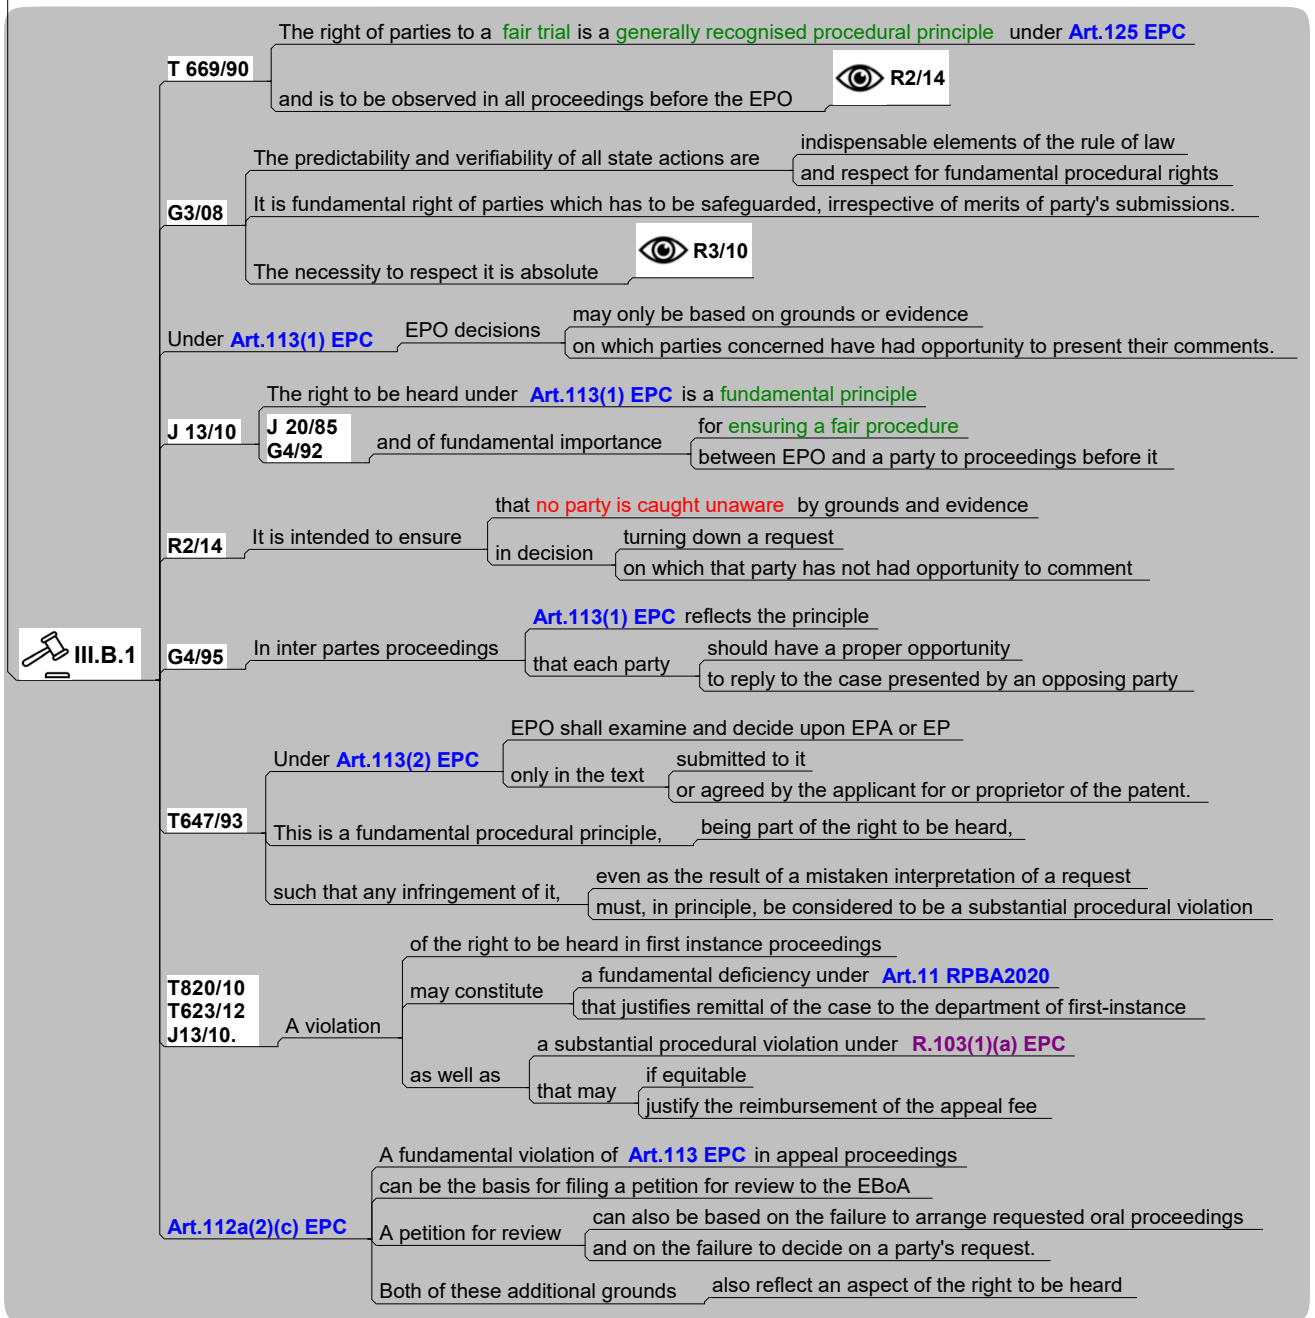 The right of parties to a fair trial is a generally recognised procedural principle under Art.125 EPC
T 669/90
R2/14
and is to be observed in all proceedings before the EPO
indispensable elements of the rule of law
The predictability and verifiability of all state actions are
and respect for fundamental procedural rights
G3/08
It is fundamental right of parties which has to be safeguarded, irrespective of merits of party's submissions.
R3/10
The necessity to respect it is absolute
may only be based on grounds or evidence
Under Art.113(1) EPC
EPO decisions
on which parties concerned have had opportunity to present their comments.
The right to be heard under Art.113(1) EPC is a fundamental principle
J 13/10
J 20/85
G4/92
and of fundamental importance
for ensuring a fair procedure
between EPO and a party to proceedings before it
that no party is caught unaware by grounds and evidence
R2/14
It is intended to ensure
in decision
turning down a request
on which that party has not had opportunity to comment
III.B.1
Art.113(1) EPC reflects the principle
G4/95
In inter partes proceedings
that each party
should have a proper opportunity
to reply to the case presented by an opposing party
EPO shall examine and decide upon EPA or EP
Under Art.113(2) EPC
only in the text
submitted to it
or agreed by the applicant for or proprietor of the patent.
T647/93
This is a fundamental procedural principle,
being part of the right to be heard,
such that any infringement of it,
even as the result of a mistaken interpretation of a request
must, in principle, be considered to be a substantial procedural violation
of the right to be heard in first instance proceedings
T820/10
T623/12
J13/10.
A violation
may constitute
a fundamental deficiency under Art.11 RPBA2020
that justifies remittal of the case to the department of first-instance
as well as
a substantial procedural violation under R.103(1)(a) EPC
that may
if equitable
justify the reimbursement of the appeal fee
A fundamental violation of Art.113 EPC in appeal proceedings
can be the basis for filing a petition for review to the EBoA
Art.112a(2)(c) EPC
A petition for review
can also be based on the failure to arrange requested oral proceedings
and on the failure to decide on a party's request.
Both of these additional grounds
also reflect an aspect of the right to be heard